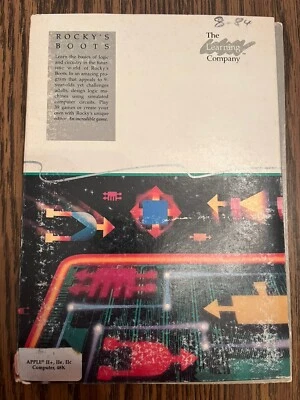 8-84
ROCKY'S
BOOTS
Learn the basics of logic
and circuitry in the fasci-
nating world of Rocky's
Boots. In an amazing pro-
gram that appeals to 9-
year-olds yet challenges
adults, design logic ma-
chines using simulated
computer circuits. Play
39 games or create your
own with Rocky's unique
editor. An incredible game.
The
Learning
Company
APPLE® II+, IIe, IIc
Computer, 48K